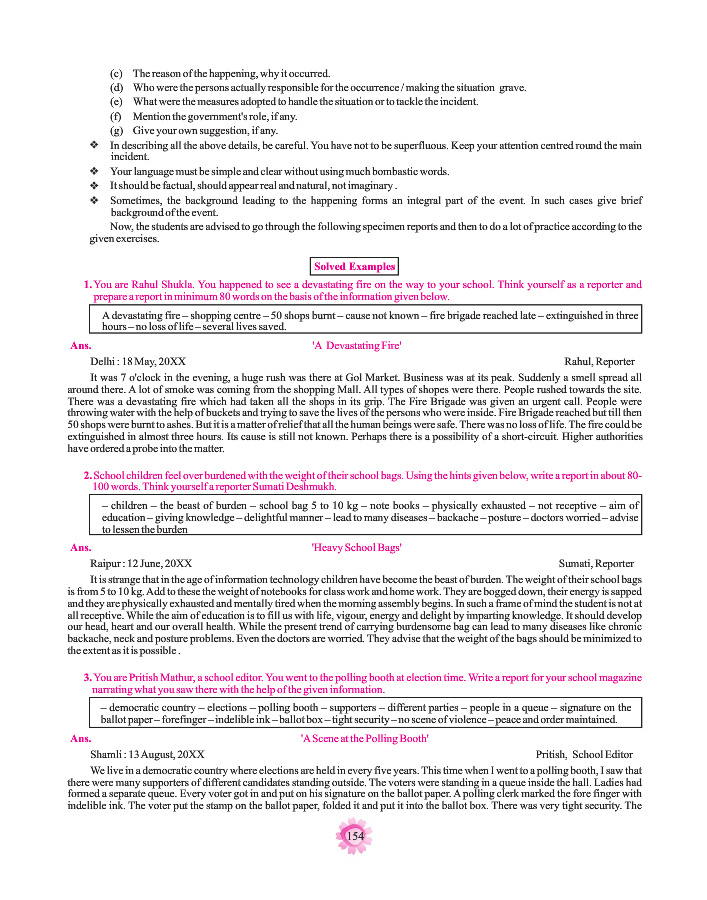 (c) The reason of the happening, why it occurred.
(d) Who were the persons actually responsible for the occurrence / making the situation grave.
(e) What were the measures adopted to handle the situation or to tackle the incident.
(f) Mention the government's role, if any.
(g) Give your own suggestion, if any.
❖ In describing all the above details, be careful. You have not to be superfluous. Keep your attention centred round the main
incident.
❖ Your language must be simple and clear without using much bombastic words.
❖ It should be factual, should appear real and natural, not imaginary .
❖ Sometimes, the background leading to the happening forms an integral part of the event. In such cases give brief
background of the event.
Now, the students are advised to go through the following specimen reports and then to do a lot of practice according to the
given exercises.
Solved Examples
1. You are Rahul Shukla. You happened to see a devastating fire on the way to your school. Think yourself as a reporter and
prepare a report in minimum 80 words on the basis of the information given below.
A devastating fire – shopping centre – 50 shops burnt – cause not known – fire brigade reached late – extinguished in three
hours – no loss of life – several lives saved.
Ans. 'A Devastating Fire'
Delhi : 18 May, 20XX Rahul, Reporter
It was 7 o'clock in the evening, a huge rush was there at Gol Market. Business was at its peak. Suddenly a smell spread all
around there. A lot of smoke was coming from the shopping Mall. All types of shopes were there. People rushed towards the site.
There was a devastating fire which had taken all the shops in its grip. The Fire Brigade was given an urgent call. People were
throwing water with the help of buckets and trying to save the lives of the persons who were inside. Fire Brigade reached but till then
50 shops were burnt to ashes. But it is a matter of relief that all the human beings were safe. There was no loss of life. The fire could be
extinguished in almost three hours. Its cause is still not known. Perhaps there is a possibility of a short-circuit. Higher authorities
have ordered a probe into the matter.
2. School children feel over burdened with the weight of their school bags. Using the hints given below, write a report in about 80-
100 words. Think yourself a reporter Sumati Deshmukh.
– children – the beast of burden – school bag 5 to 10 kg – note books – physically exhausted – not receptive – aim of
education – giving knowledge – delightful manner – lead to many diseases – backache – posture – doctors worried – advise
to lessen the burden
Ans. 'Heavy School Bags'
Raipur : 12 June, 20XX Sumati, Reporter
It is strange that in the age of information technology children have become the beast of burden. The weight of their school bags
is from 5 to 10 kg. Add to these the weight of notebooks for class work and home work. They are bogged down, their energy is sapped
and they are physically exhausted and mentally tired when the morning assembly begins. In such a frame of mind the student is not at
all receptive. While the aim of education is to fill us with life, vigour, energy and delight by imparting knowledge. It should develop
our head, heart and our overall health. While the present trend of carrying burdensome bag can lead to many diseases like chronic
backache, neck and posture problems. Even the doctors are worried. They advise that the weight of the bags should be minimized to
the extent as it is possible .
3. You are Pritish Mathur, a school editor. You went to the polling booth at election time. Write a report for your school magazine
narrating what you saw there with the help of the given information.
– democratic country – elections – polling booth – supporters – different parties – people in a queue – signature on the
ballot paper – forefinger – indelible ink – ballot box – tight security – no scene of violence – peace and order maintained.
Ans. 'A Scene at the Polling Booth'
Shamli : 13 August, 20XX Pritish, School Editor
We live in a democratic country where elections are held in every five years. This time when I went to a polling booth, I saw that
there were many supporters of different candidates standing outside. The voters were standing in a queue inside the hall. Ladies had
formed a separate queue. Every voter got in and put on his signature on the ballot paper. A polling clerk marked the fore finger with
indelible ink. The voter put the stamp on the ballot paper, folded it and put it into the ballot box. There was very tight security. The
154